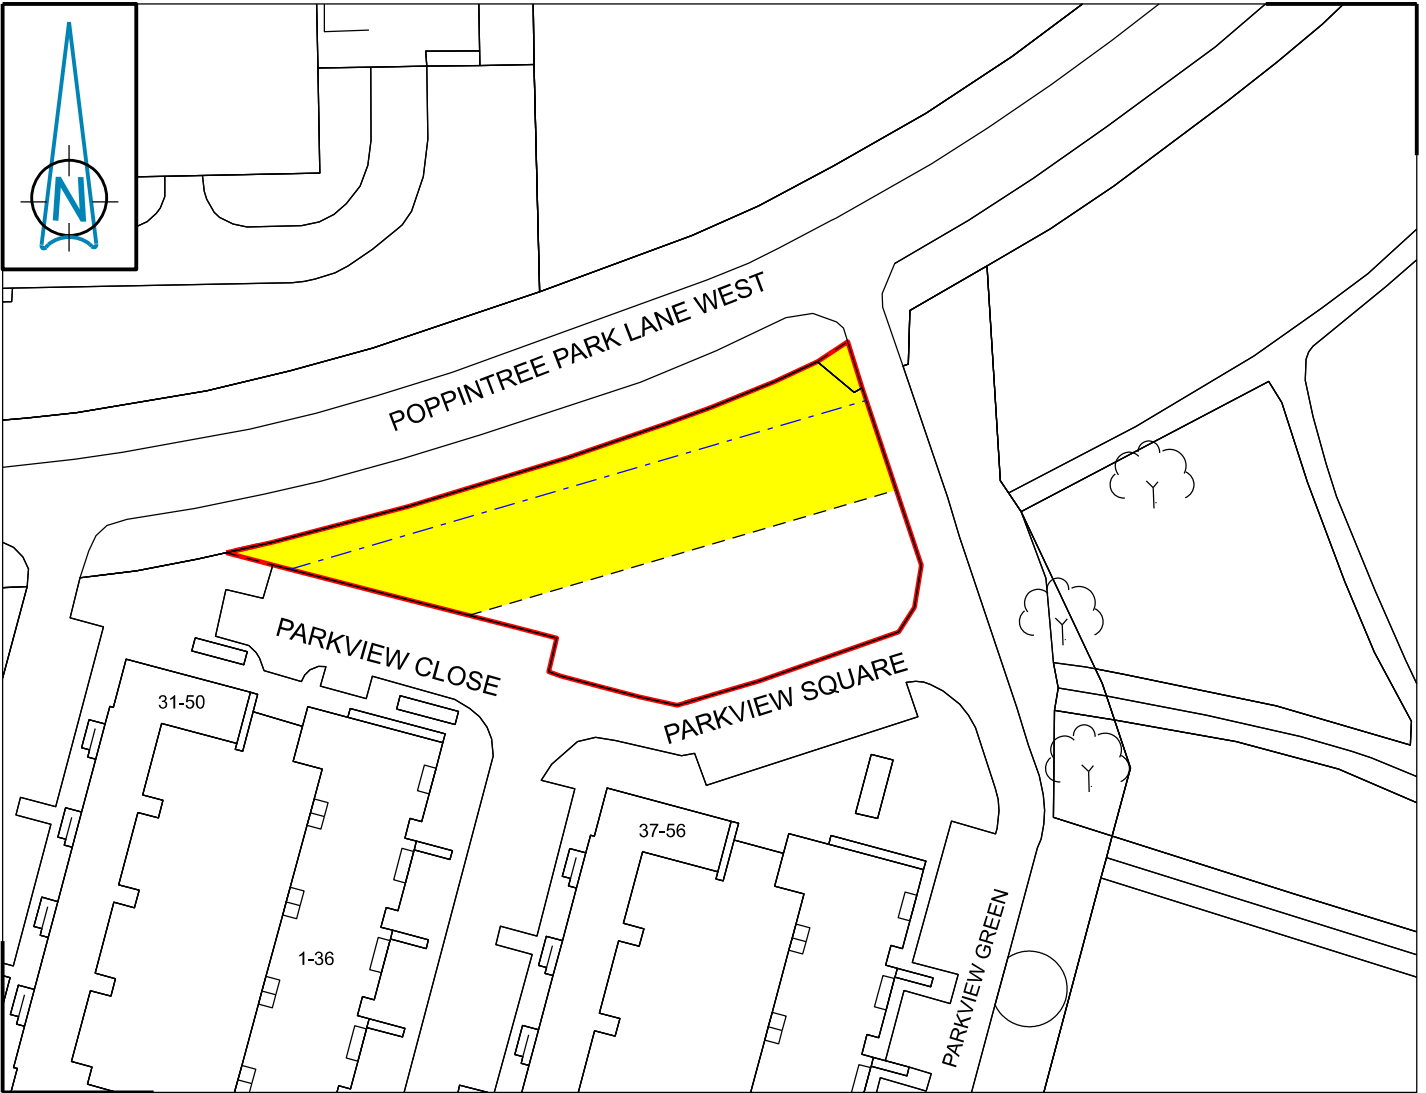 N
POPPINTREE PARK LANE WEST
PARKVIEW CLOSE
PARKVIEW SQUARE
31-50
37-56
1-36
PARKVIEW GREEN